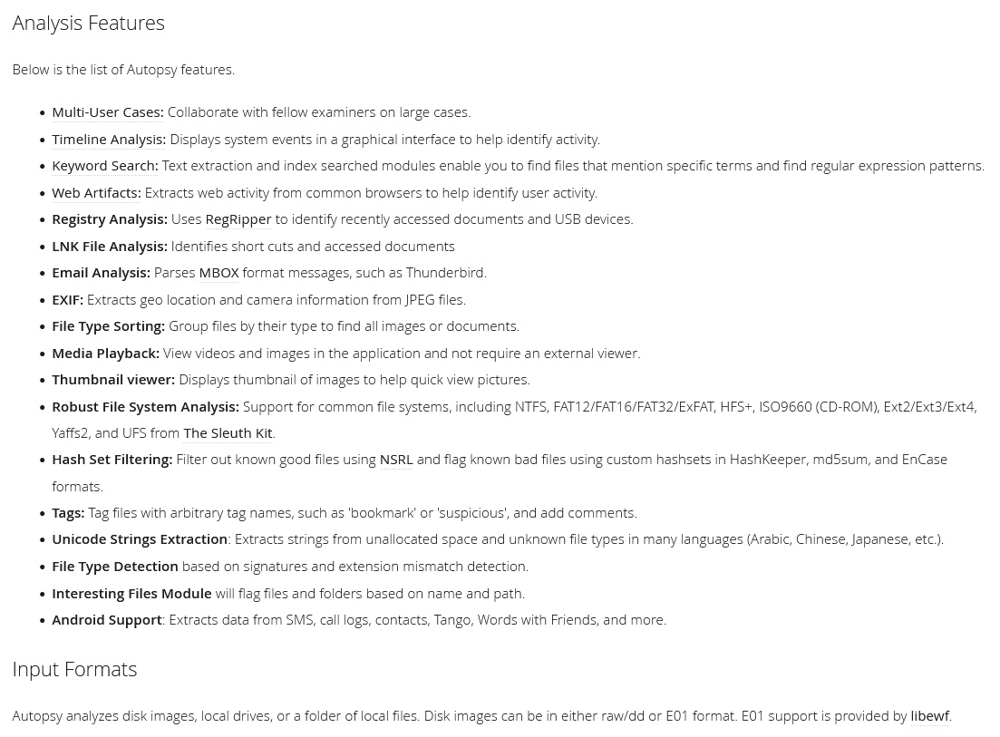 Analysis Features
Below is the list of Autopsy features.
• Multi-User Cases: Collaborate with fellow examiners on large cases.
• Timeline Analysis: Displays system events in a graphical interface to help identify activity.
• Keyword Search: Text extraction and index searched modules enable you to find files that mention specific terms and find regular expression patterns.
• Web Artifacts: Extracts web activity from common browsers to help identify user activity.
• Registry Analysis: Uses RegRipper to identify recently accessed documents and USB devices.
• LNK File Analysis: Identifies short cuts and accessed documents
• Email Analysis: Parses MBOX format messages, such as Thunderbird.
• EXIF: Extracts geo location and camera information from JPEG files.
• File Type Sorting: Group files by their type to find all images or documents.
• Media Playback: View videos and images in the application and not require an external viewer.
• Thumbnail viewer: Displays thumbnail of images to help quick view pictures.
• Robust File System Analysis: Support for common file systems, including NTFS, FAT12/FAT16/FAT32/ExFAT, HFS+, ISO9660 (CD-ROM), Ext2/Ext3/Ext4,
Yaffs2, and UFS from The Sleuth Kit.
• Hash Set Filtering: Filter out known good files using NSRL and flag known bad files using custom hashsets in HashKeeper, md5sum, and EnCase
formats.
• Tags: Tag files with arbitrary tag names, such as 'bookmark' or 'suspicious', and add comments.
• Unicode Strings Extraction: Extracts strings from unallocated space and unknown file types in many languages (Arabic, Chinese, Japanese, etc.).
• File Type Detection based on signatures and extension mismatch detection.
• Interesting Files Module will flag files and folders based on name and path.
• Android Support: Extracts data from SMS, call logs, contacts, Tango, Words with Friends, and more.
Input Formats
Autopsy analyzes disk images, local drives, or a folder of local files. Disk images can be in either raw/dd or E01 format. E01 support is provided by libewf.